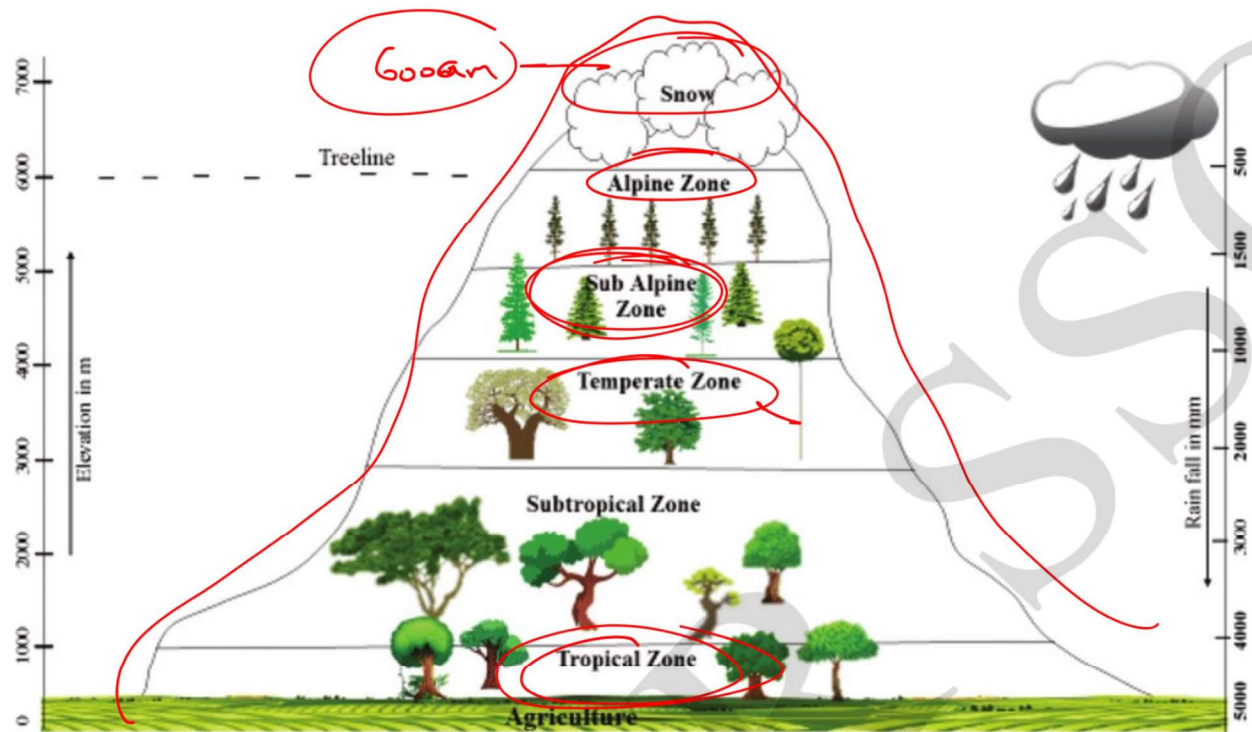 6000m
7000
Snow
Treeline
6000
500
Alpine Zone
5000
1500
Sub Alpine
Zone
4000
1000
Temperate Zone
Elevation in m
3000
2000
Rain fall in mm
Subtropical Zone
2000
3000
1000
4000
Tropical Zone
0
5000
Agriculture